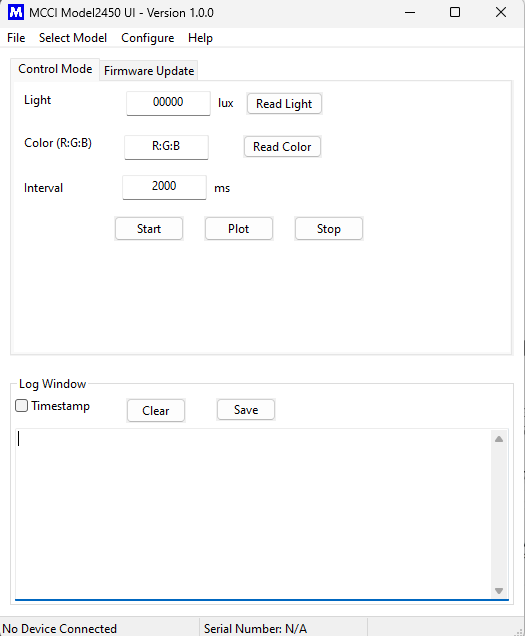 M MCCI Model2450 UI - Version 1.0.0
File Select Model Configure Help
Control Mode Firmware Update
Light 00000 lux Read Light
Color (R:G:B) R:G:B Read Color
Interval 2000 ms
Start Plot Stop
Log Window
Timestamp Clear Save
No Device Connected Serial Number: N/A